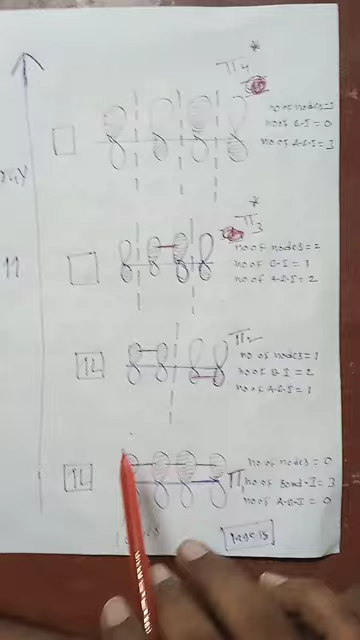 π4*
no of nodes=3
no of B-I=0
no of A-B-I=3
π3*
no of nodes=2
no of B-I=1
no of A-B-I=2
π2
no of nodes=1
no of B-I=2
no of A-B-I=1
no of nodes=0
π1
no of Bond-I=3
no of A-B-I=0
Page 15